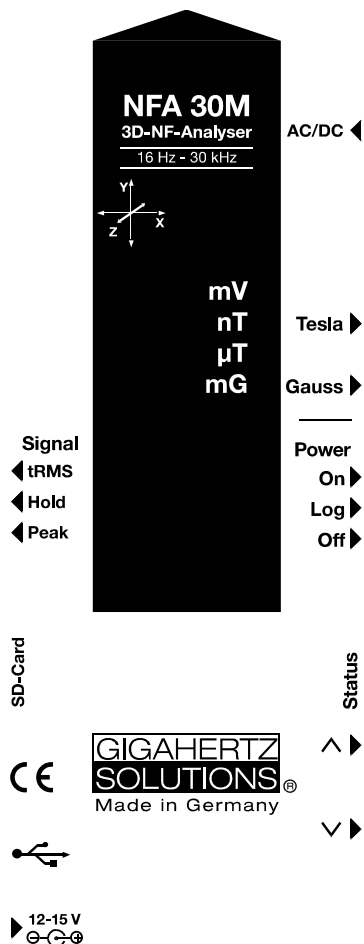 NFA 30M
3D-NF-Analyser
16 Hz - 30 kHz
AC/DC
Y
X
Z
mV
nT
µT
mG
Tesla
Gauss
Signal
tRMS
Hold
Peak
Power
On
Log
Off
SD-Card
Status
GIGAHERTZ
SOLUTIONS ®
Made in Germany
CE
12-15 V